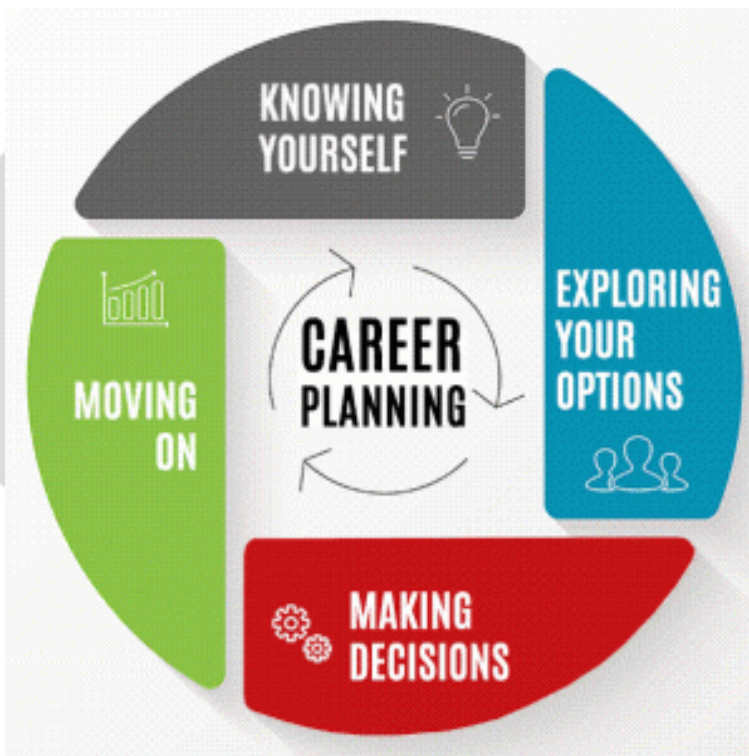 KNOWING
YOURSELF
EXPLORING
YOUR
OPTIONS
CAREER
PLANNING
MOVING
ON
MAKING
DECISIONS